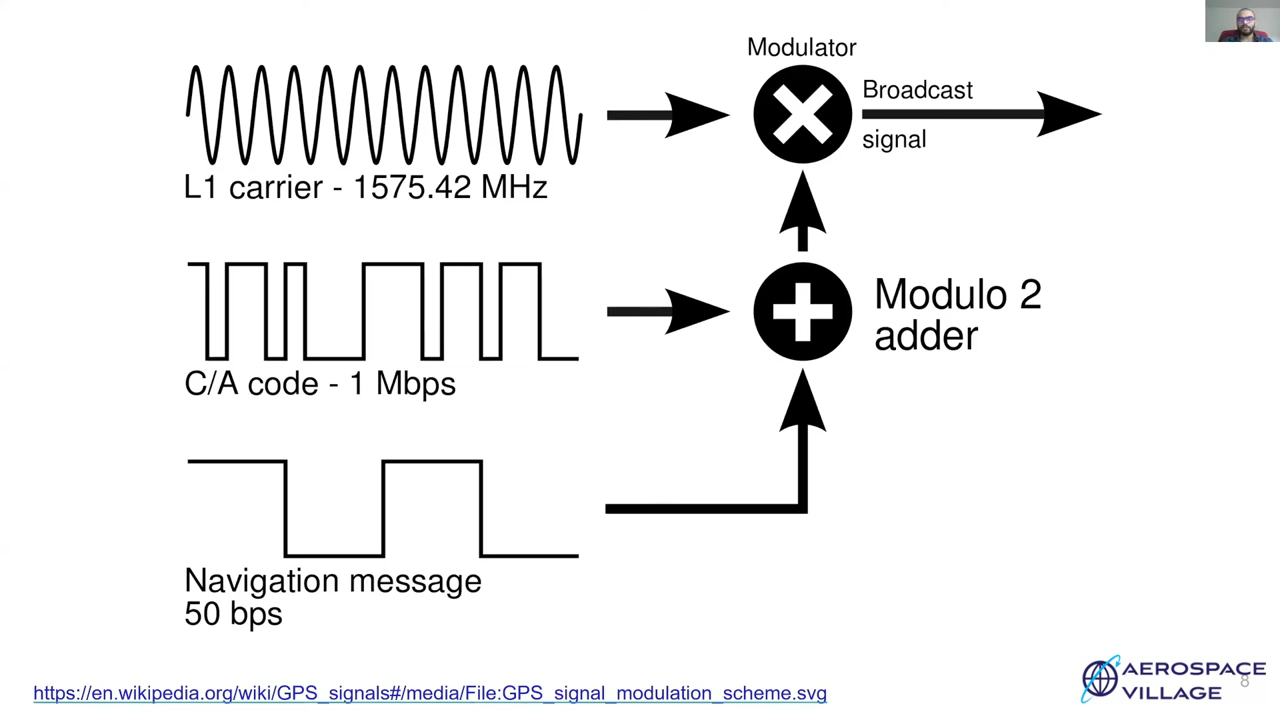 Modulator
Broadcast
signal
L1 carrier - 1575.42 MHz
Modulo 2
adder
C/A code - 1 Mbps
Navigation message
50 bps
https://en.wikipedia.org/wiki/GPS_signals#/media/File:GPS_signal_modulation_scheme.svg
AEROSPACE
VILLAGE
8